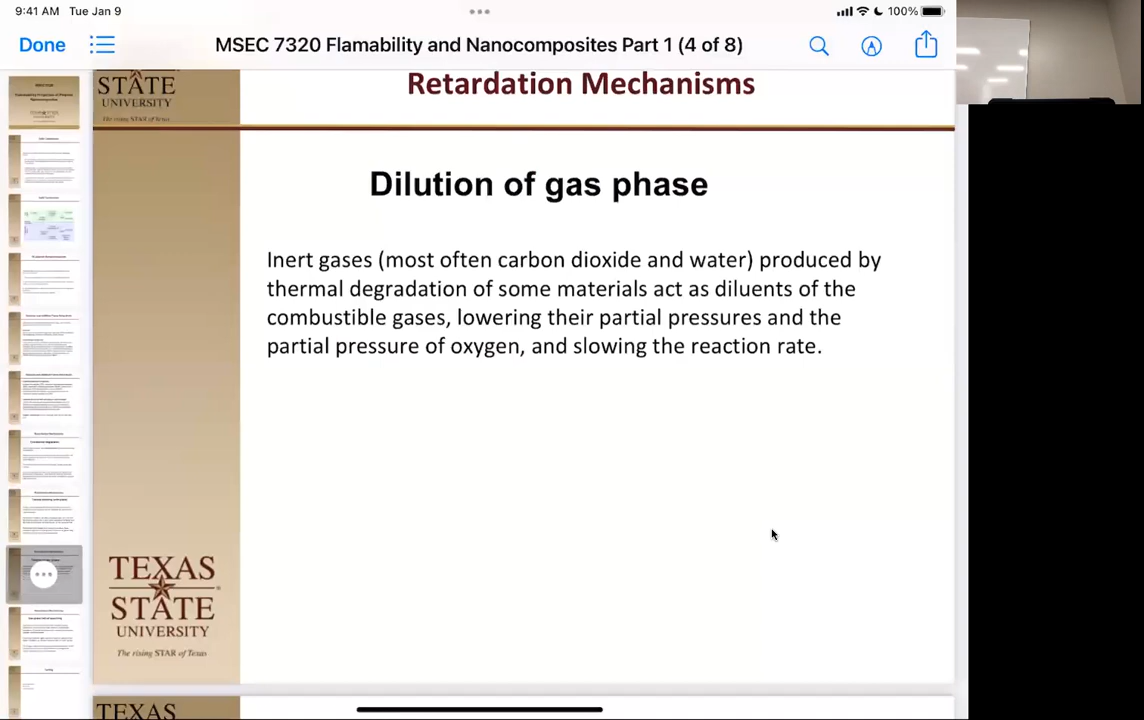 9:41 AM Tue Jan 9
100%
Done
MSEC 7320 Flamability and Nanocomposites Part 1 (4 of 8)
STATE
UNIVERSITY
The rising STAR of Texas
Retardation Mechanisms
Dilution of gas phase
Inert gases (most often carbon dioxide and water) produced by
thermal degradation of some materials act as diluents of the
combustible gases, lowering their partial pressures and the
partial pressure of oxygen, and slowing the reaction rate.
TEXAS
STATE
UNIVERSITY
The rising STAR of Texas
TEXAS